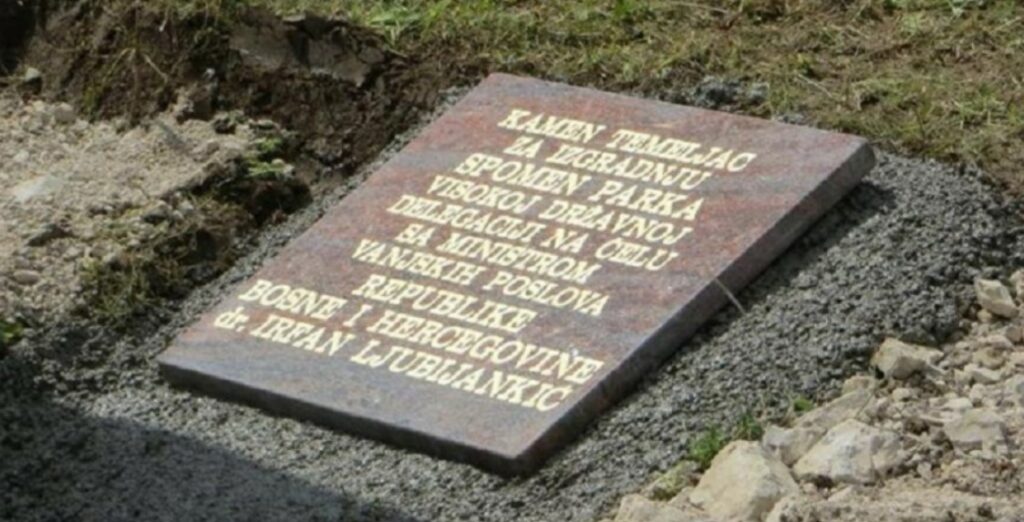 KAMEN TEMELJAC
ZA IZGRADNJU
SPOMEN PARKA
VISOKOJ DRŽAVNOJ
DELEGACIJI NA ČELU
SA MINISTROM
VANJSKIH POSLOVA
REPUBLIKE
BOSNE I HERCEGOVINE
dr. IRFAN LJUBIJANKIĆ